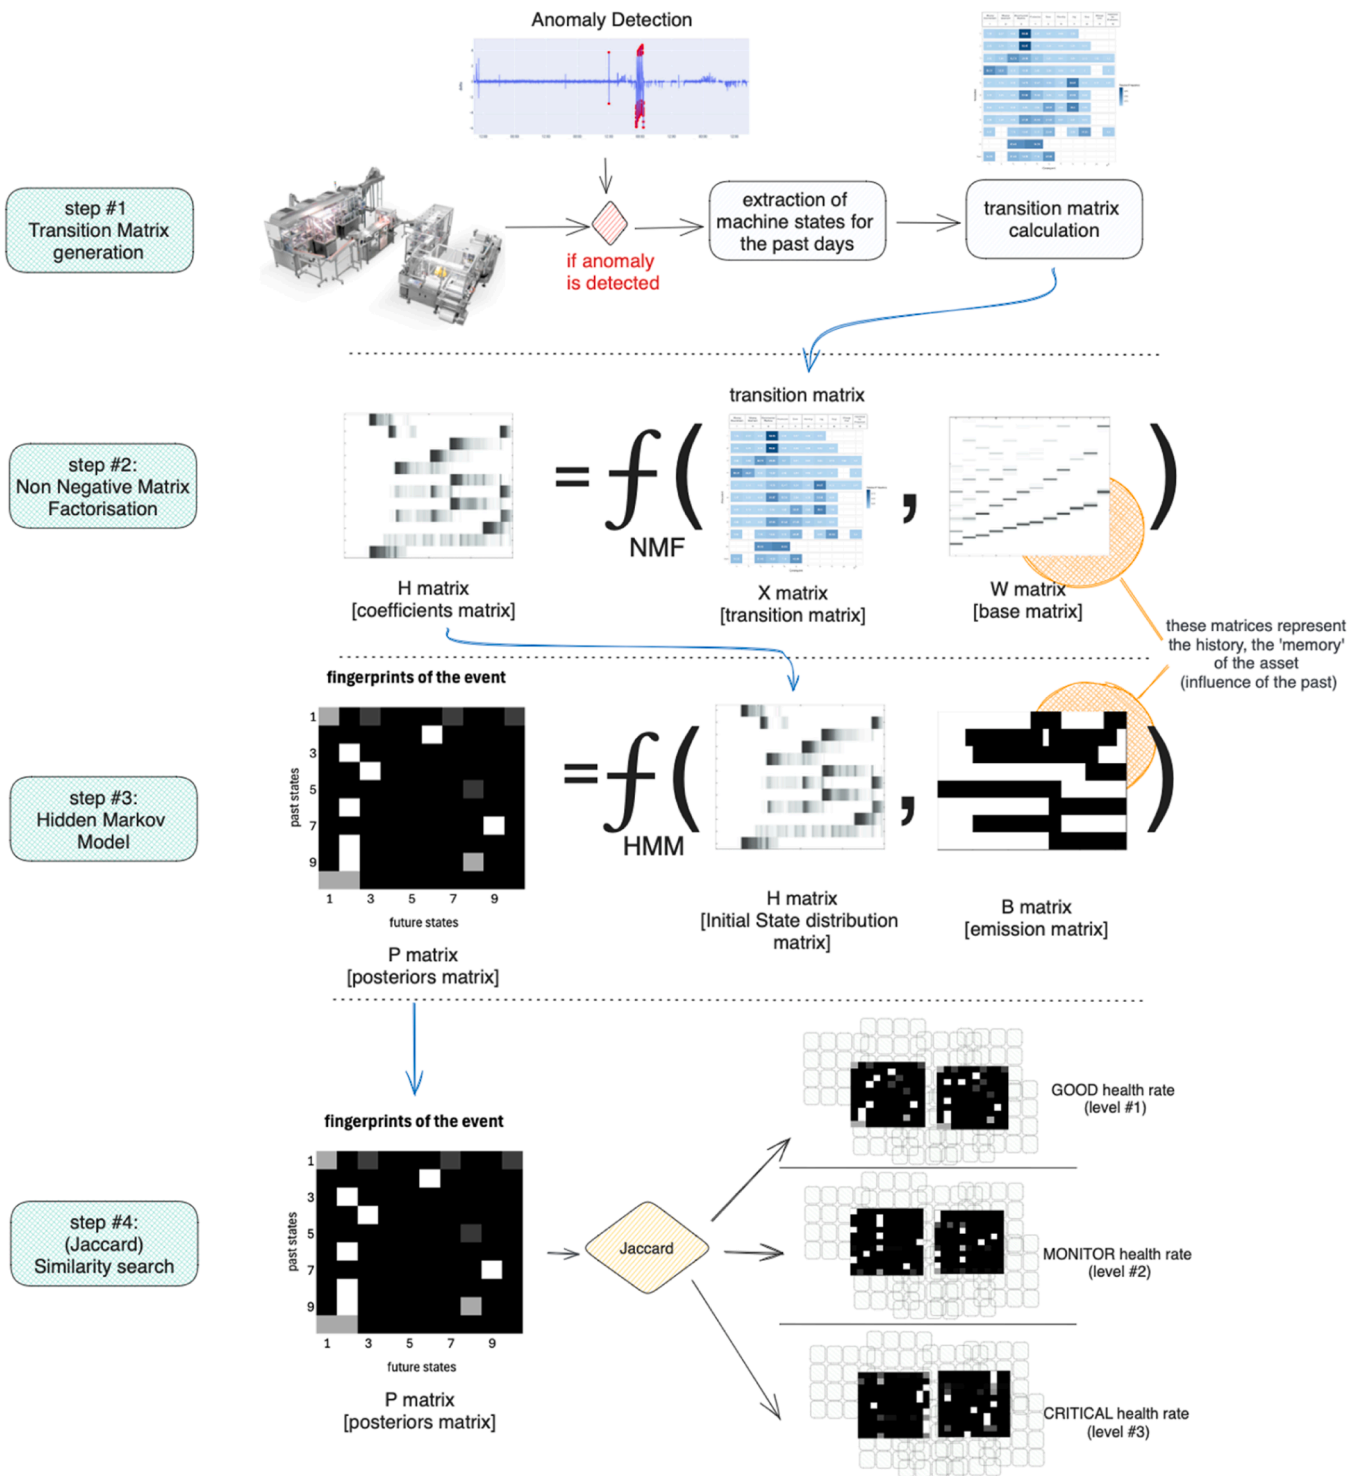 Anomaly Detection
step #1
Transition Matrix
generation
if anomaly
is detected
extraction of
machine states for
the past days
transition matrix
calculation
step #2:
Non Negative Matrix
Factorisation
transition matrix
=
f
(
,
)
NMF
H matrix
[coefficients matrix]
X matrix
[transition matrix]
W matrix
[base matrix]
these matrices represent
the history, the 'memory'
of the asset
(influence of the past)
step #3:
Hidden Markov
Model
fingerprints of the event
past states
1
3
5
7
9
1 3 5 7 9
future states
P matrix
[posteriors matrix]
=
f
(
,
)
HMM
H matrix
[Initial State distribution
matrix]
B matrix
[emission matrix]
step #4:
(Jaccard)
Similarity search
fingerprints of the event
past states
1
3
5
7
9
1 3 5 7 9
future states
P matrix
[posteriors matrix]
Jaccard
GOOD health rate
(level #1)
MONITOR health rate
(level #2)
CRITICAL health rate
(level #3)